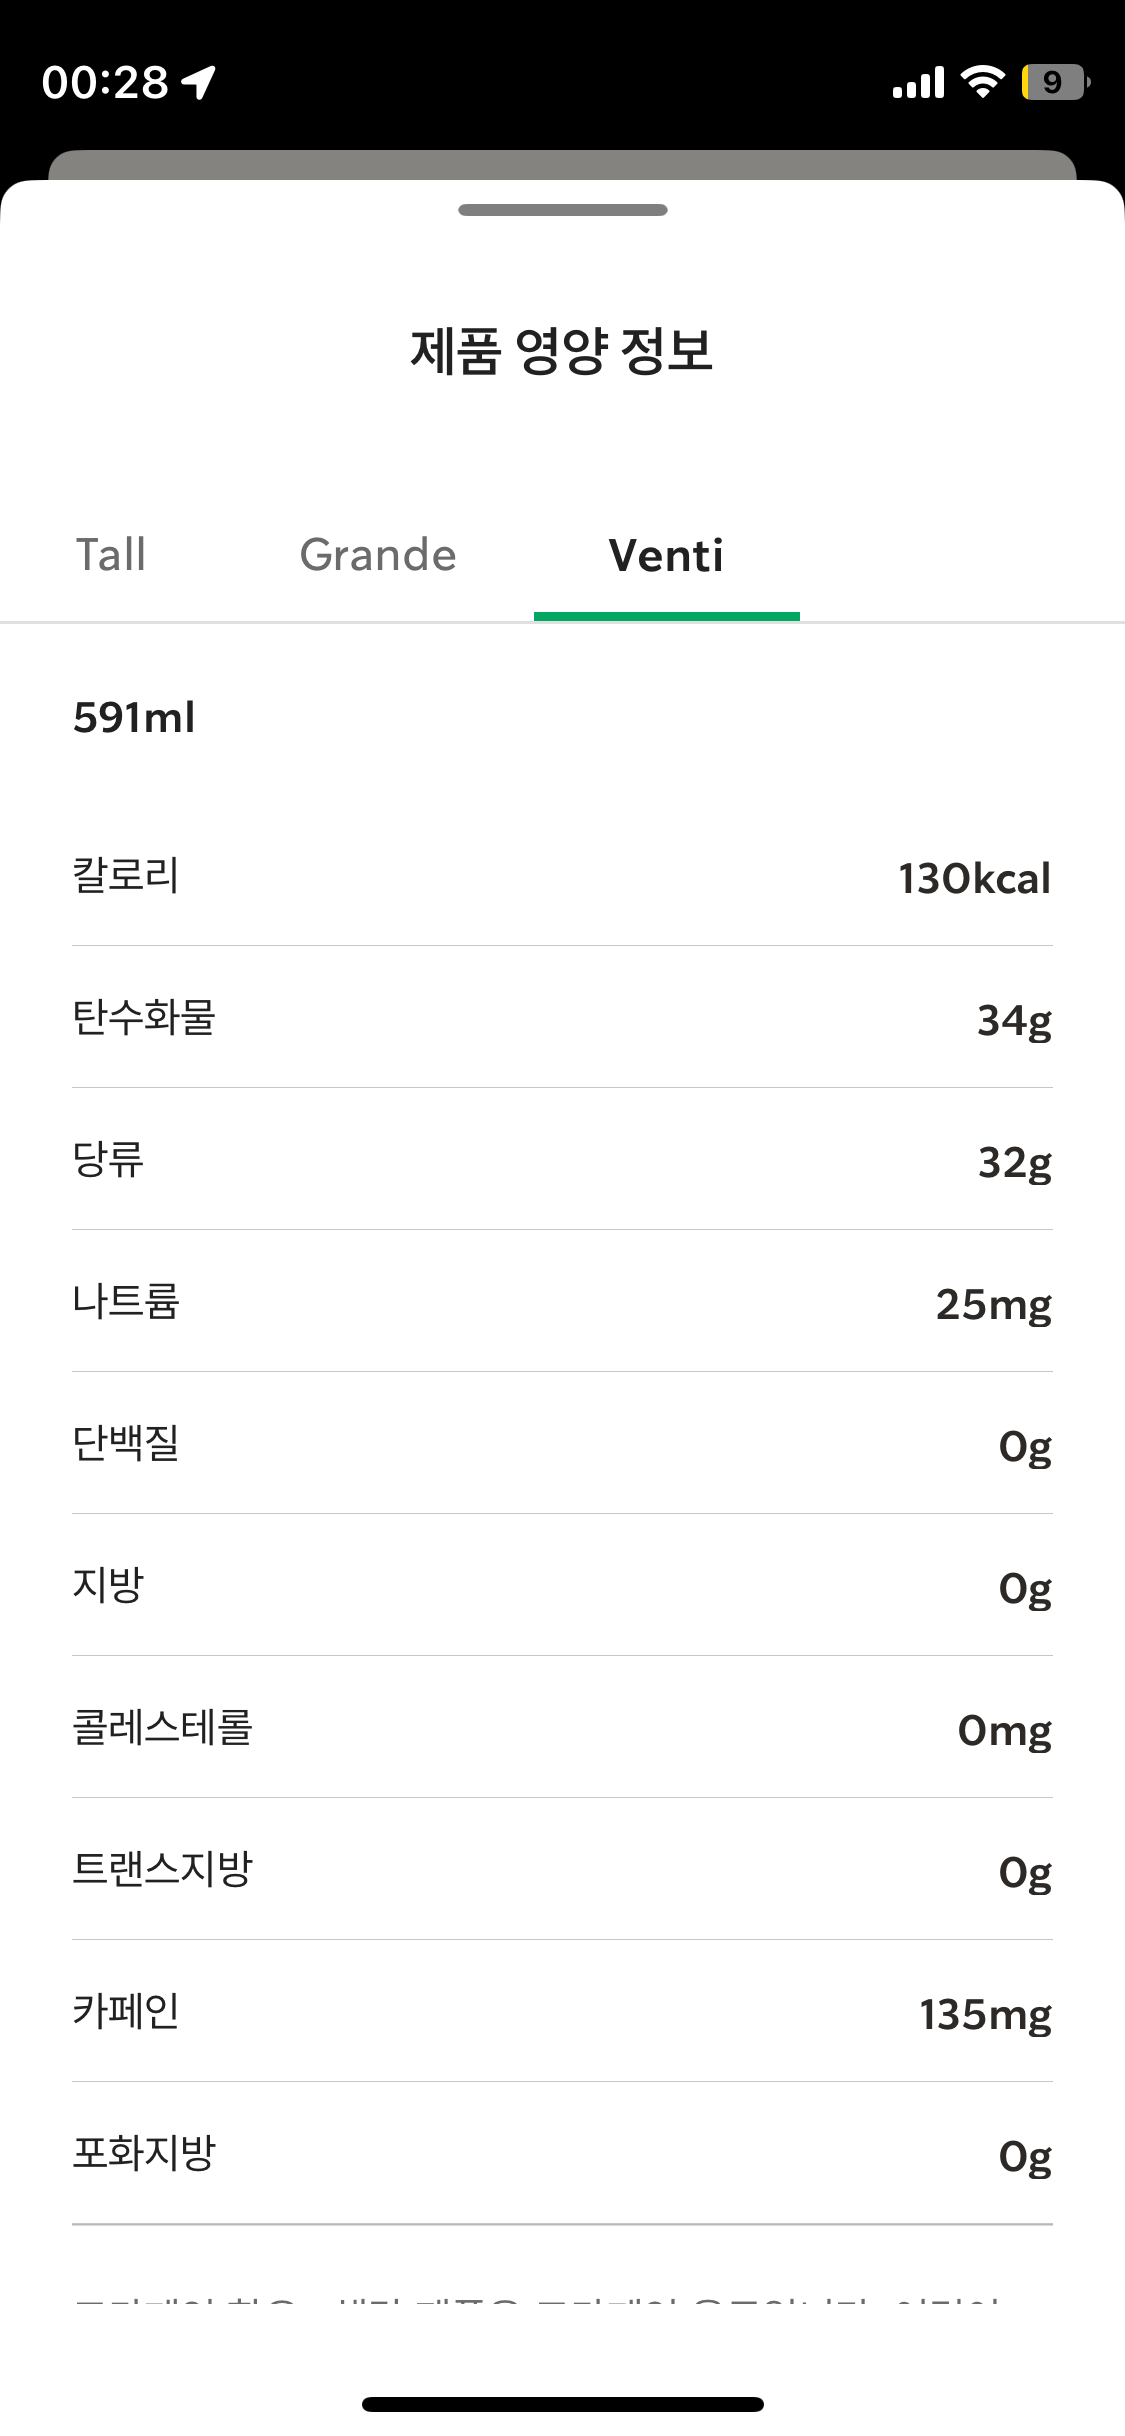 00:28
9
제품 영양 정보
Tall Grande Venti
591ml
칼로리 130kcal
탄수화물 34g
당류 32g
나트륨 25mg
단백질 0g
지방 0g
콜레스테롤 0mg
트랜스지방 0g
카페인 135mg
포화지방 0g